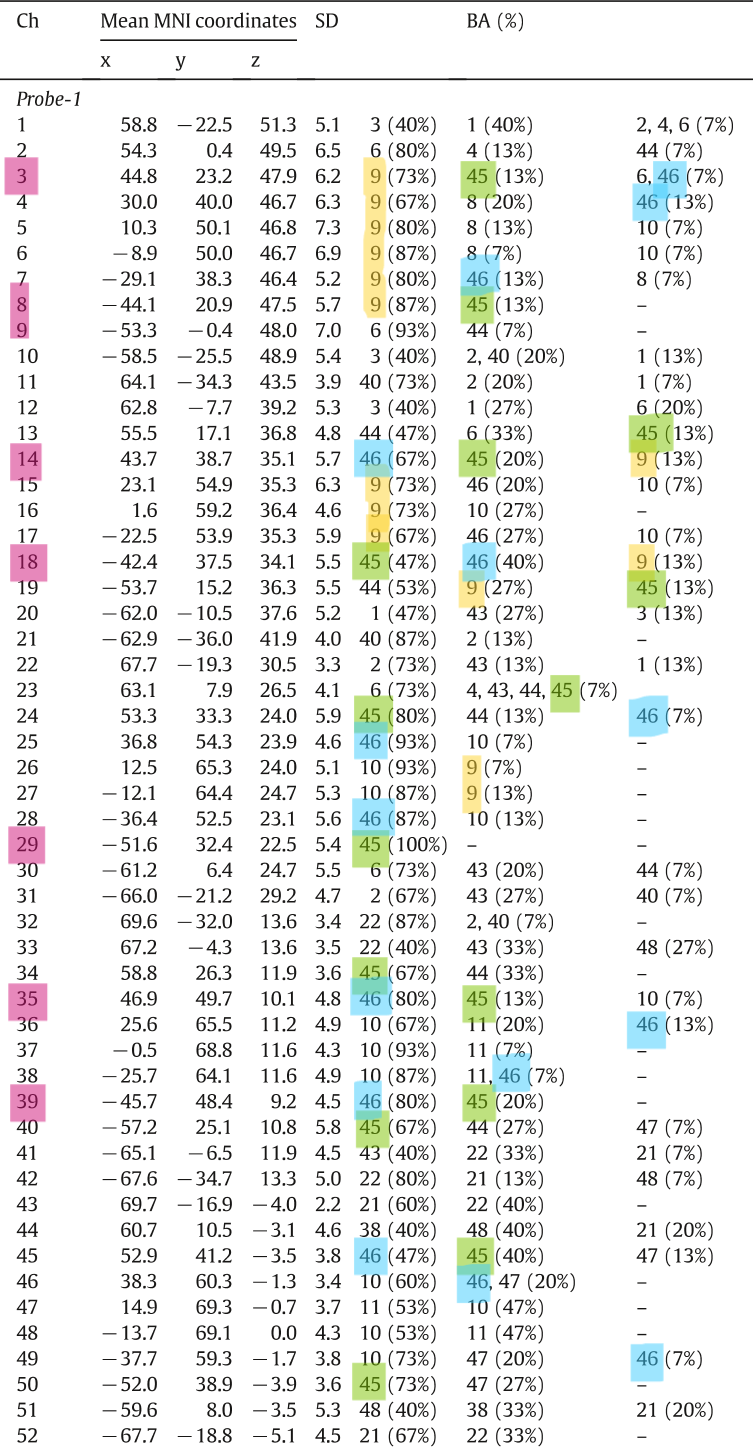 Ch Mean MNI coordinates SD BA (%)
x y z
Probe-1
1 58.8 −22.5 51.3 5.1 3 (40%) 1 (40%) 2, 4, 6 (7%)
2 54.3 0.4 49.5 6.5 6 (80%) 4 (13%) 44 (7%)
3 44.8 23.2 47.9 6.2 9 (73%) 45 (13%) 6, 46 (7%)
4 30.0 40.0 46.7 6.3 9 (67%) 8 (20%) 46 (13%)
5 10.3 50.1 46.8 7.3 9 (80%) 8 (13%) 10 (7%)
6 −8.9 50.0 46.7 6.9 9 (87%) 8 (7%) 10 (7%)
7 −29.1 38.3 46.4 5.2 9 (80%) 46 (13%) 8 (7%)
8 −44.1 20.9 47.5 5.7 9 (87%) 45 (13%) –
9 −53.3 −0.4 48.0 7.0 6 (93%) 44 (7%) –
10 −58.5 −25.5 48.9 5.4 3 (40%) 2, 40 (20%) 1 (13%)
11 64.1 −34.3 43.5 3.9 40 (73%) 2 (20%) 1 (7%)
12 62.8 −7.7 39.2 5.3 3 (40%) 1 (27%) 6 (20%)
13 55.5 17.1 36.8 4.8 44 (47%) 6 (33%) 45 (13%)
14 43.7 38.7 35.1 5.7 46 (67%) 45 (20%) 9 (13%)
15 23.1 54.9 35.3 6.3 9 (73%) 46 (20%) 10 (7%)
16 1.6 59.2 36.4 4.6 9 (73%) 10 (27%) –
17 −22.5 53.9 35.3 5.9 9 (67%) 46 (27%) 10 (7%)
18 −42.4 37.5 34.1 5.5 45 (47%) 46 (40%) 9 (13%)
19 −53.7 15.2 36.3 5.5 44 (53%) 9 (27%) 45 (13%)
20 −62.0 −10.5 37.6 5.2 1 (47%) 43 (27%) 3 (13%)
21 −62.9 −36.0 41.9 4.0 40 (87%) 2 (13%) –
22 67.7 −19.3 30.5 3.3 2 (73%) 43 (13%) 1 (13%)
23 63.1 7.9 26.5 4.1 6 (73%) 4, 43, 44, 45 (7%)
24 53.3 33.3 24.0 5.9 45 (80%) 44 (13%) 46 (7%)
25 36.8 54.3 23.9 4.6 46 (93%) 10 (7%) –
26 12.5 65.3 24.0 5.1 10 (93%) 9 (7%) –
27 −12.1 64.4 24.7 5.3 10 (87%) 9 (13%) –
28 −36.4 52.5 23.1 5.6 46 (87%) 10 (13%) –
29 −51.6 32.4 22.5 5.4 45 (100%) – –
30 −61.2 6.4 24.7 5.5 6 (73%) 43 (20%) 44 (7%)
31 −66.0 −21.2 29.2 4.7 2 (67%) 43 (27%) 40 (7%)
32 69.6 −32.0 13.6 3.4 22 (87%) 2, 40 (7%) –
33 67.2 −4.3 13.6 3.5 22 (40%) 43 (33%) 48 (27%)
34 58.8 26.3 11.9 3.6 45 (67%) 44 (33%) –
35 46.9 49.7 10.1 4.8 46 (80%) 45 (13%) 10 (7%)
36 25.6 65.5 11.2 4.9 10 (67%) 11 (20%) 46 (13%)
37 −0.5 68.8 11.6 4.3 10 (93%) 11 (7%) –
38 −25.7 64.1 11.6 4.9 10 (87%) 11, 46 (7%) –
39 −45.7 48.4 9.2 4.5 46 (80%) 45 (20%) –
40 −57.2 25.1 10.8 5.8 45 (67%) 44 (27%) 47 (7%)
41 −65.1 −6.5 11.9 4.5 43 (40%) 22 (33%) 21 (7%)
42 −67.6 −34.7 13.3 5.0 22 (80%) 21 (13%) 48 (7%)
43 69.7 −16.9 −4.0 2.2 21 (60%) 22 (40%) –
44 60.7 10.5 −3.1 4.6 38 (40%) 48 (40%) 21 (20%)
45 52.9 41.2 −3.5 3.8 46 (47%) 45 (40%) 47 (13%)
46 38.3 60.3 −1.3 3.4 10 (60%) 46, 47 (20%) –
47 14.9 69.3 −0.7 3.7 11 (53%) 10 (47%) –
48 −13.7 69.1 0.0 4.3 10 (53%) 11 (47%) –
49 −37.7 59.3 −1.7 3.8 10 (73%) 47 (20%) 46 (7%)
50 −52.0 38.9 −3.9 3.6 45 (73%) 47 (27%) –
51 −59.6 8.0 −3.5 5.3 48 (40%) 38 (33%) 21 (20%)
52 −67.7 −18.8 −5.1 4.5 21 (67%) 22 (33%) –